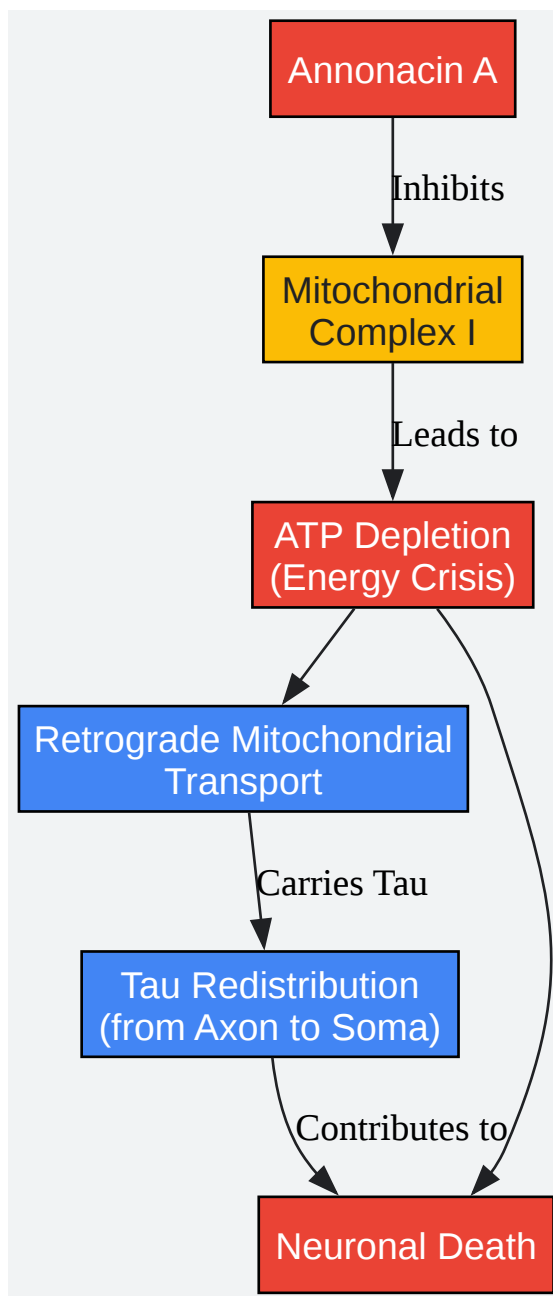 Annonacin A
Inhibits
Mitochondrial
Complex I
Leads to
ATP Depletion
(Energy Crisis)
Retrograde Mitochondrial
Transport
Carries Tau
Tau Redistribution
(from Axon to Soma)
Contributes to
Neuronal Death